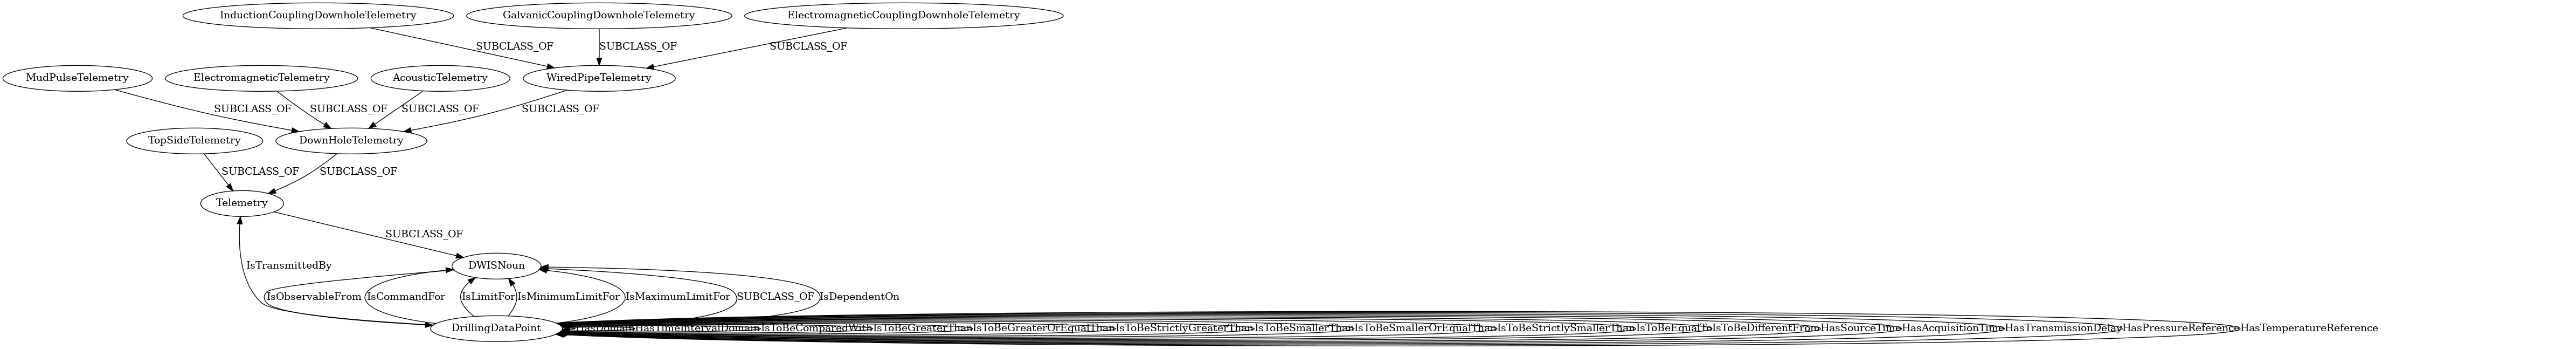 InductionCouplingDownholeTelemetry
GalvanicCouplingDownholeTelemetry
ElectromagneticCouplingDownholeTelemetry
SUBCLASS_OF
SUBCLASS_OF
SUBCLASS_OF
MudPulseTelemetry
ElectromagneticTelemetry
AcousticTelemetry
WiredPipeTelemetry
SUBCLASS_OF
SUBCLASS_OF
SUBCLASS_OF
SUBCLASS_OF
TopSideTelemetry
DownHoleTelemetry
SUBCLASS_OF
SUBCLASS_OF
Telemetry
SUBCLASS_OF
IsTransmittedBy
DWISNoun
IsObservableFrom
IsCommandFor
IsLimitFor
IsMinimumLimitFor
IsMaximumLimitFor
SUBCLASS_OF
IsDependentOn
DrillingDataPoint
HasDomain
HasTimeIntervalDomain
IsToBeComparedWith
IsToBeGreaterThan
IsToBeGreaterOrEqualThan
IsToBeStrictlyGreaterThan
IsToBeSmallerThan
IsToBeSmallerOrEqualThan
IsToBeStrictlySmallerThan
IsToBeEqualTo
IsToBeDifferentFrom
HasSourceTime
HasAcquisitionTime
HasTransmissionDelay
HasPressureReference
HasTemperatureReference